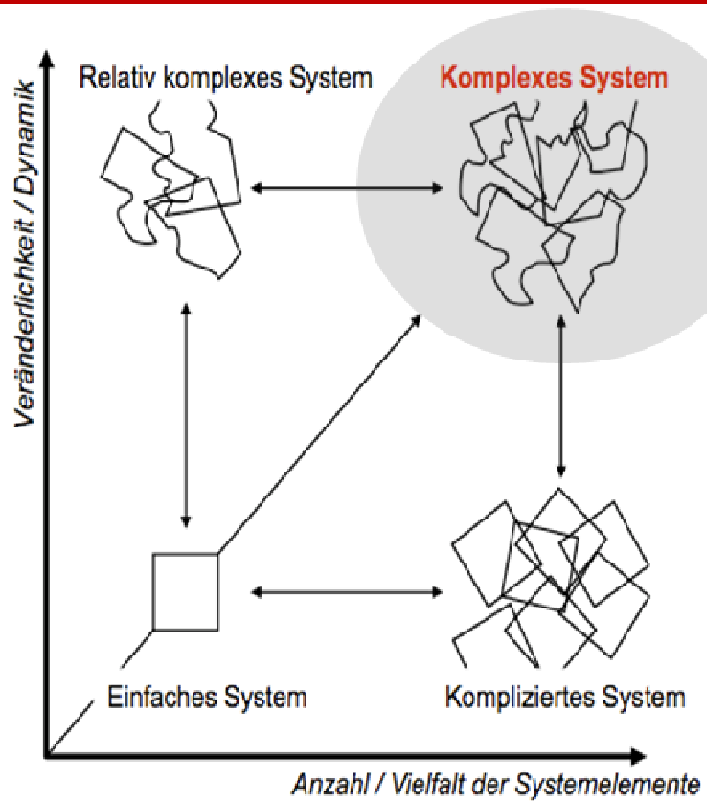 Relativ komplexes System
Komplexes System
Veränderlichkeit / Dynamik
Einfaches System
Kompliziertes System
Anzahl / Vielfalt der Systemelemente